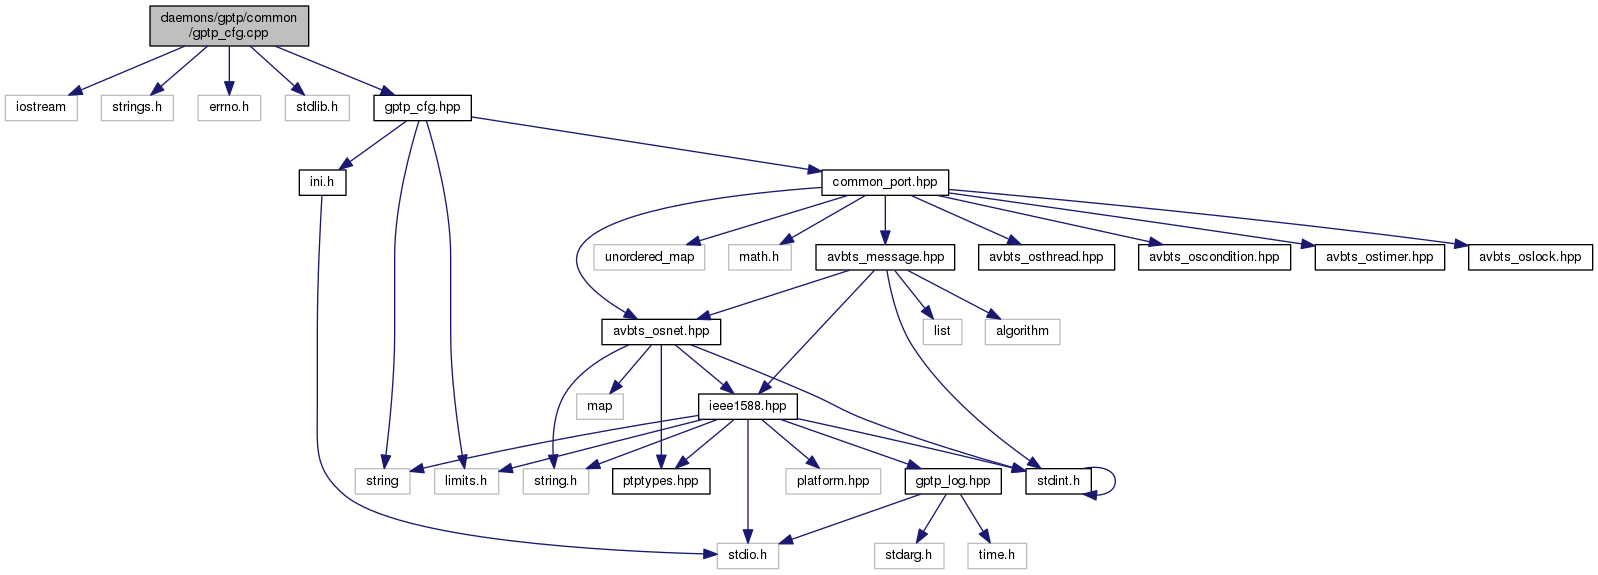 daemons/gptp/common
/gptp_cfg.cpp
iostream
strings.h
errno.h
stdlib.h
gptp_cfg.hpp
ini.h
common_port.hpp
unordered_map
math.h
avbts_message.hpp
avbts_osthread.hpp
avbts_oscondition.hpp
avbts_ostimer.hpp
avbts_oslock.hpp
avbts_osnet.hpp
list
algorithm
map
ieee1588.hpp
string
limits.h
string.h
ptptypes.hpp
platform.hpp
gptp_log.hpp
stdint.h
stdio.h
stdarg.h
time.h